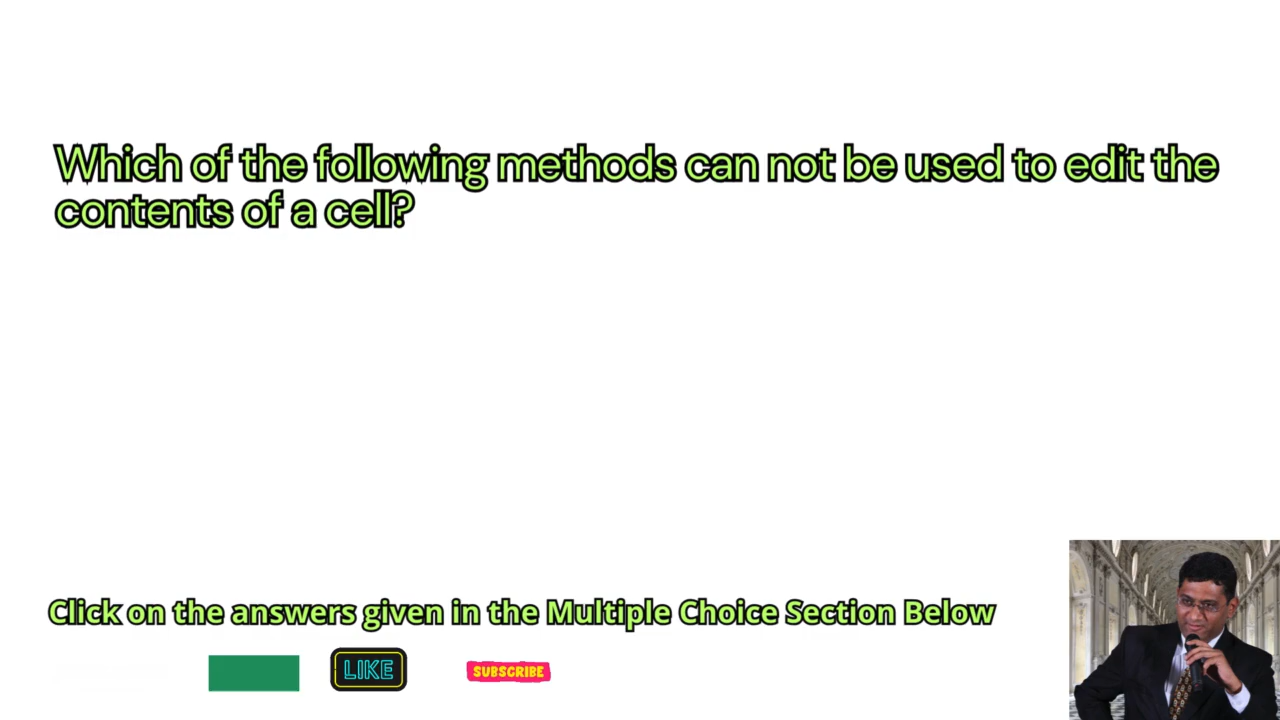 Which of the following methods can not be used to edit the
contents of a cell?
Click on the answers given in the Multiple Choice Section Below
LIKE
SUBSCRIBE